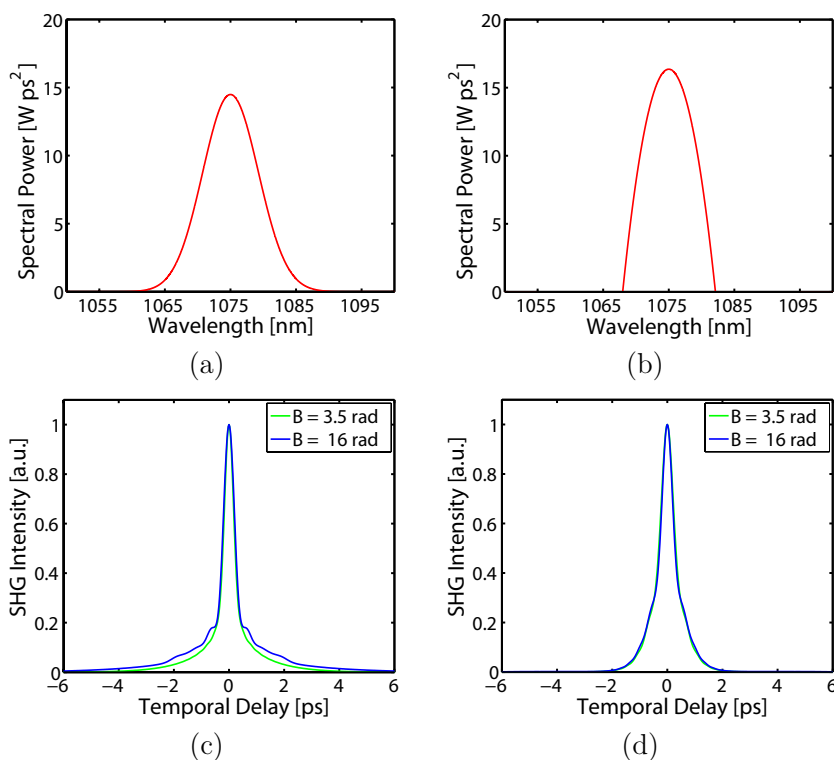 20
15
10
5
0
Spectral Power [W ps²]
1055 1065 1075 1085 1095
Wavelength [nm]
(a)
20
15
10
5
0
Spectral Power [W ps²]
1055 1065 1075 1085 1095
Wavelength [nm]
(b)
B = 3.5 rad
B = 16 rad
1
0.8
0.6
0.4
0.2
0
SHG Intensity [a.u.]
−6 −4 −2 0 2 4 6
Temporal Delay [ps]
(c)
B = 3.5 rad
B = 16 rad
1
0.8
0.6
0.4
0.2
0
SHG Intensity [a.u.]
−6 −4 −2 0 2 4 6
Temporal Delay [ps]
(d)